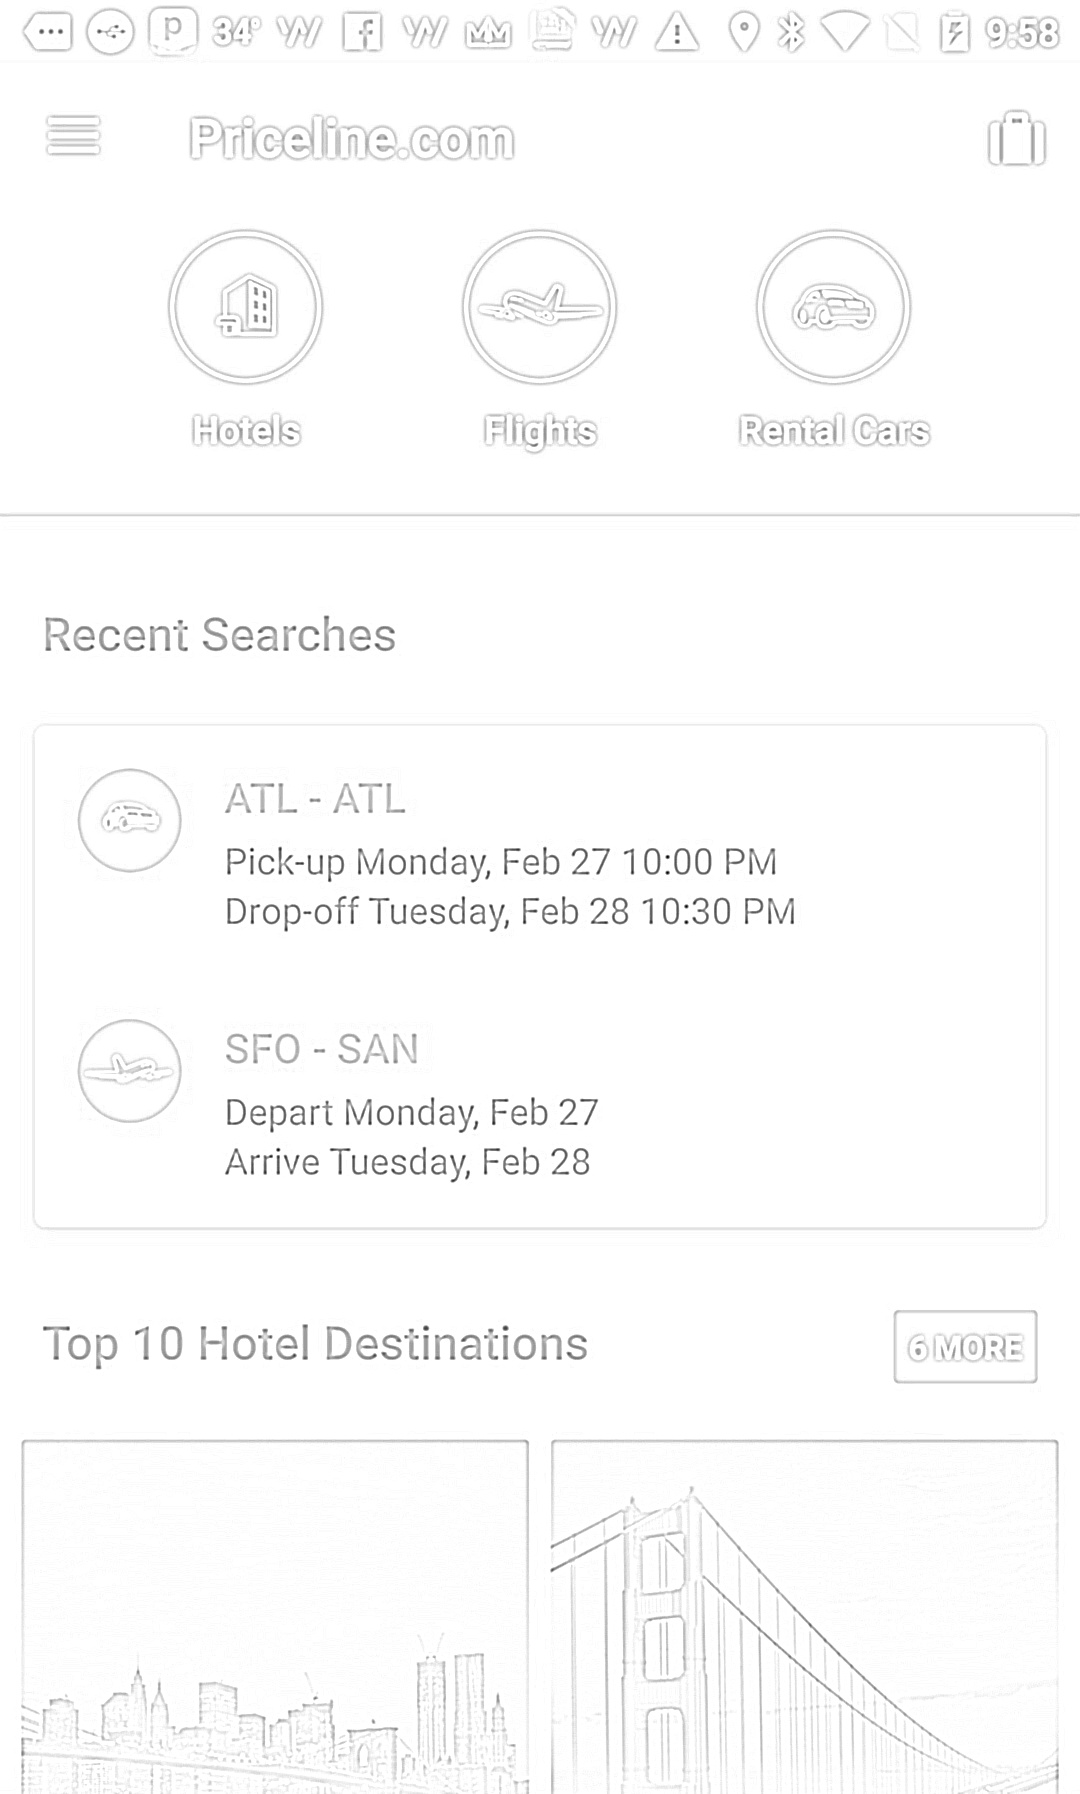 34° 9:58
Priceline.com
Hotels Flights Rental Cars
Recent Searches
ATL - ATL
Pick-up Monday, Feb 27 10:00 PM
Drop-off Tuesday, Feb 28 10:30 PM
SFO - SAN
Depart Monday, Feb 27
Arrive Tuesday, Feb 28
Top 10 Hotel Destinations 6 MORE